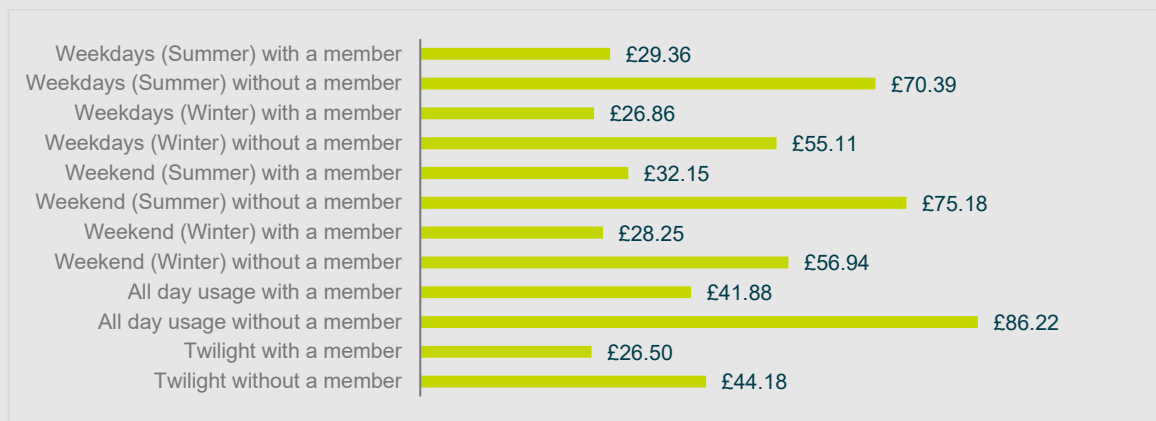 Weekdays (Summer) with a member £29.36
Weekdays (Summer) without a member £70.39
Weekdays (Winter) with a member £26.86
Weekdays (Winter) without a member £55.11
Weekend (Summer) with a member £32.15
Weekend (Summer) without a member £75.18
Weekend (Winter) with a member £28.25
Weekend (Winter) without a member £56.94
All day usage with a member £41.88
All day usage without a member £86.22
Twilight with a member £26.50
Twilight without a member £44.18